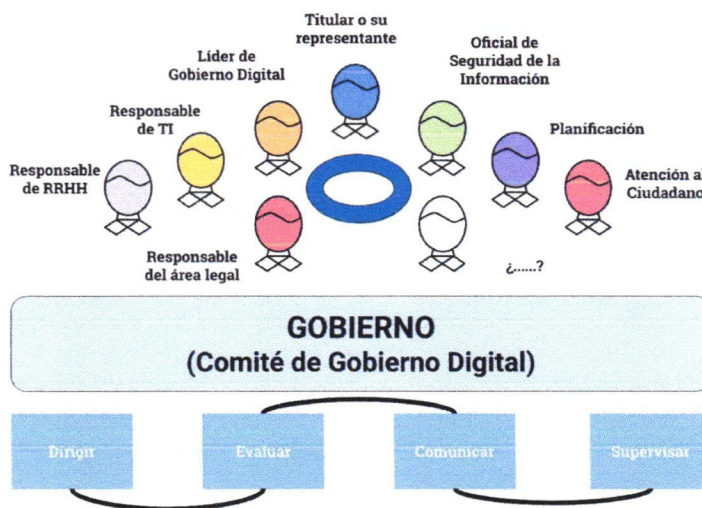 Titular o su
representante
Líder de
Gobierno Digital
Oficial de
Seguridad de la
Información
Responsable
de TI
Planificación
Responsable
de RRHH
Atención al
Ciudadano
Responsable
del área legal
¿......?
GOBIERNO
(Comité de Gobierno Digital)
Dirigir
Evaluar
Comunicar
Supervisar